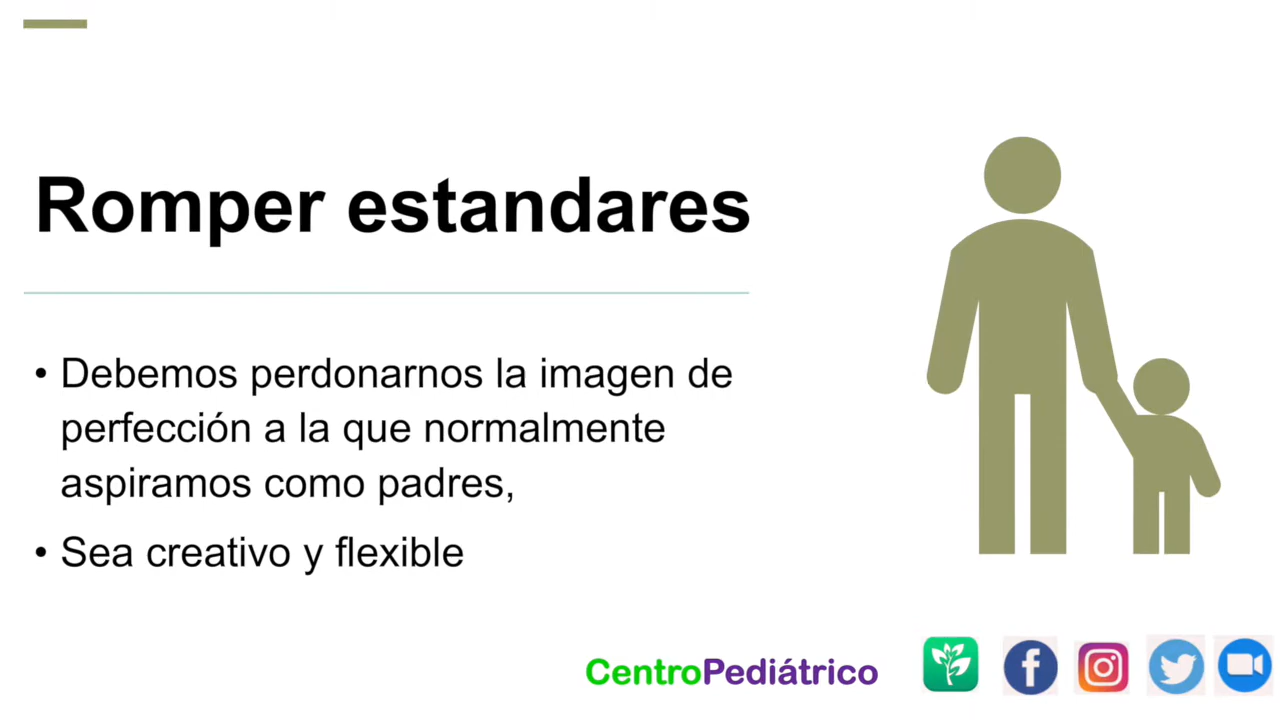 Romper estandares
• Debemos perdonarnos la imagen de
perfección a la que normalmente
aspiramos como padres,
• Sea creativo y flexible
CentroPediátrico